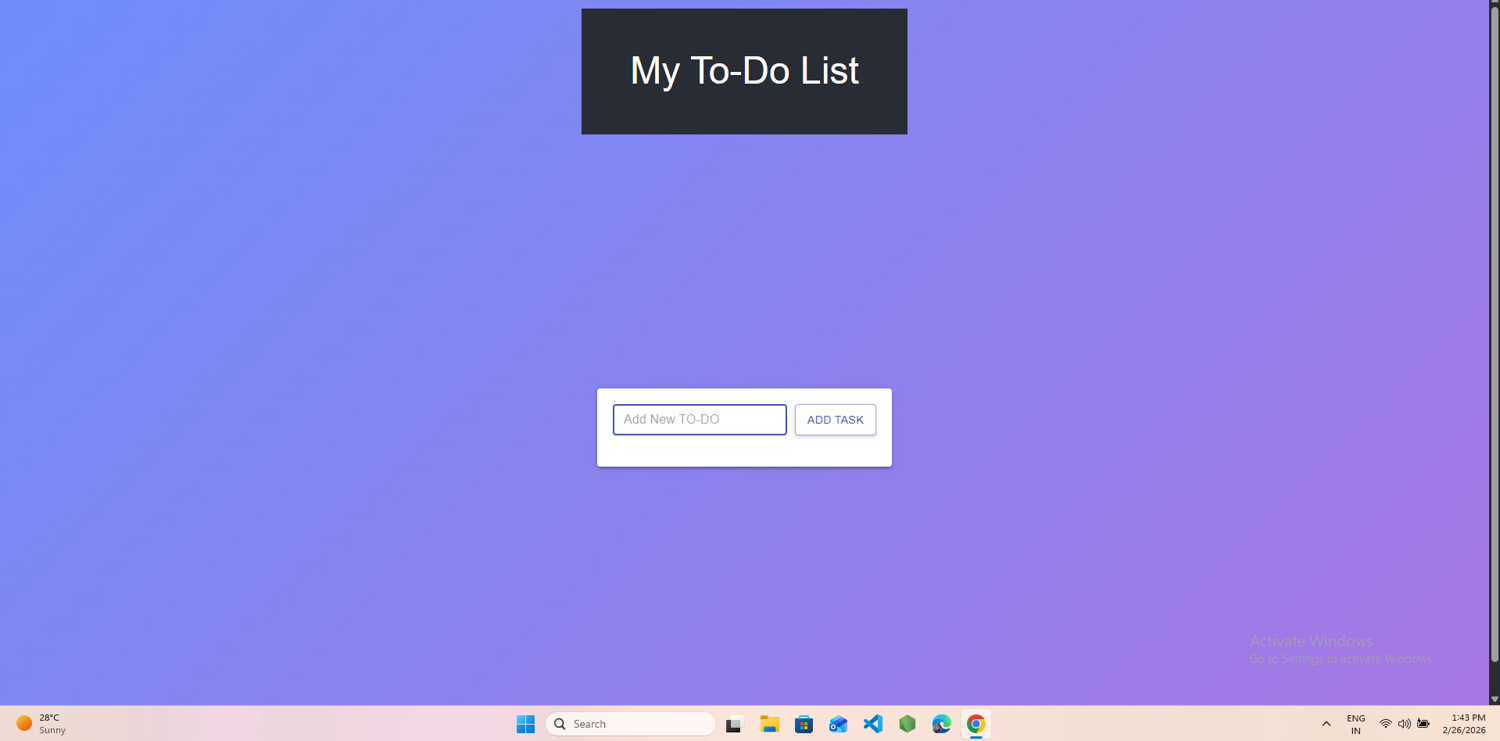 My To-Do List
Add New TO-DO
ADD TASK
Activate Windows
Go to Settings to activate Windows.
28°C
Sunny
Search
ENG
IN
1:43 PM
2/26/2026